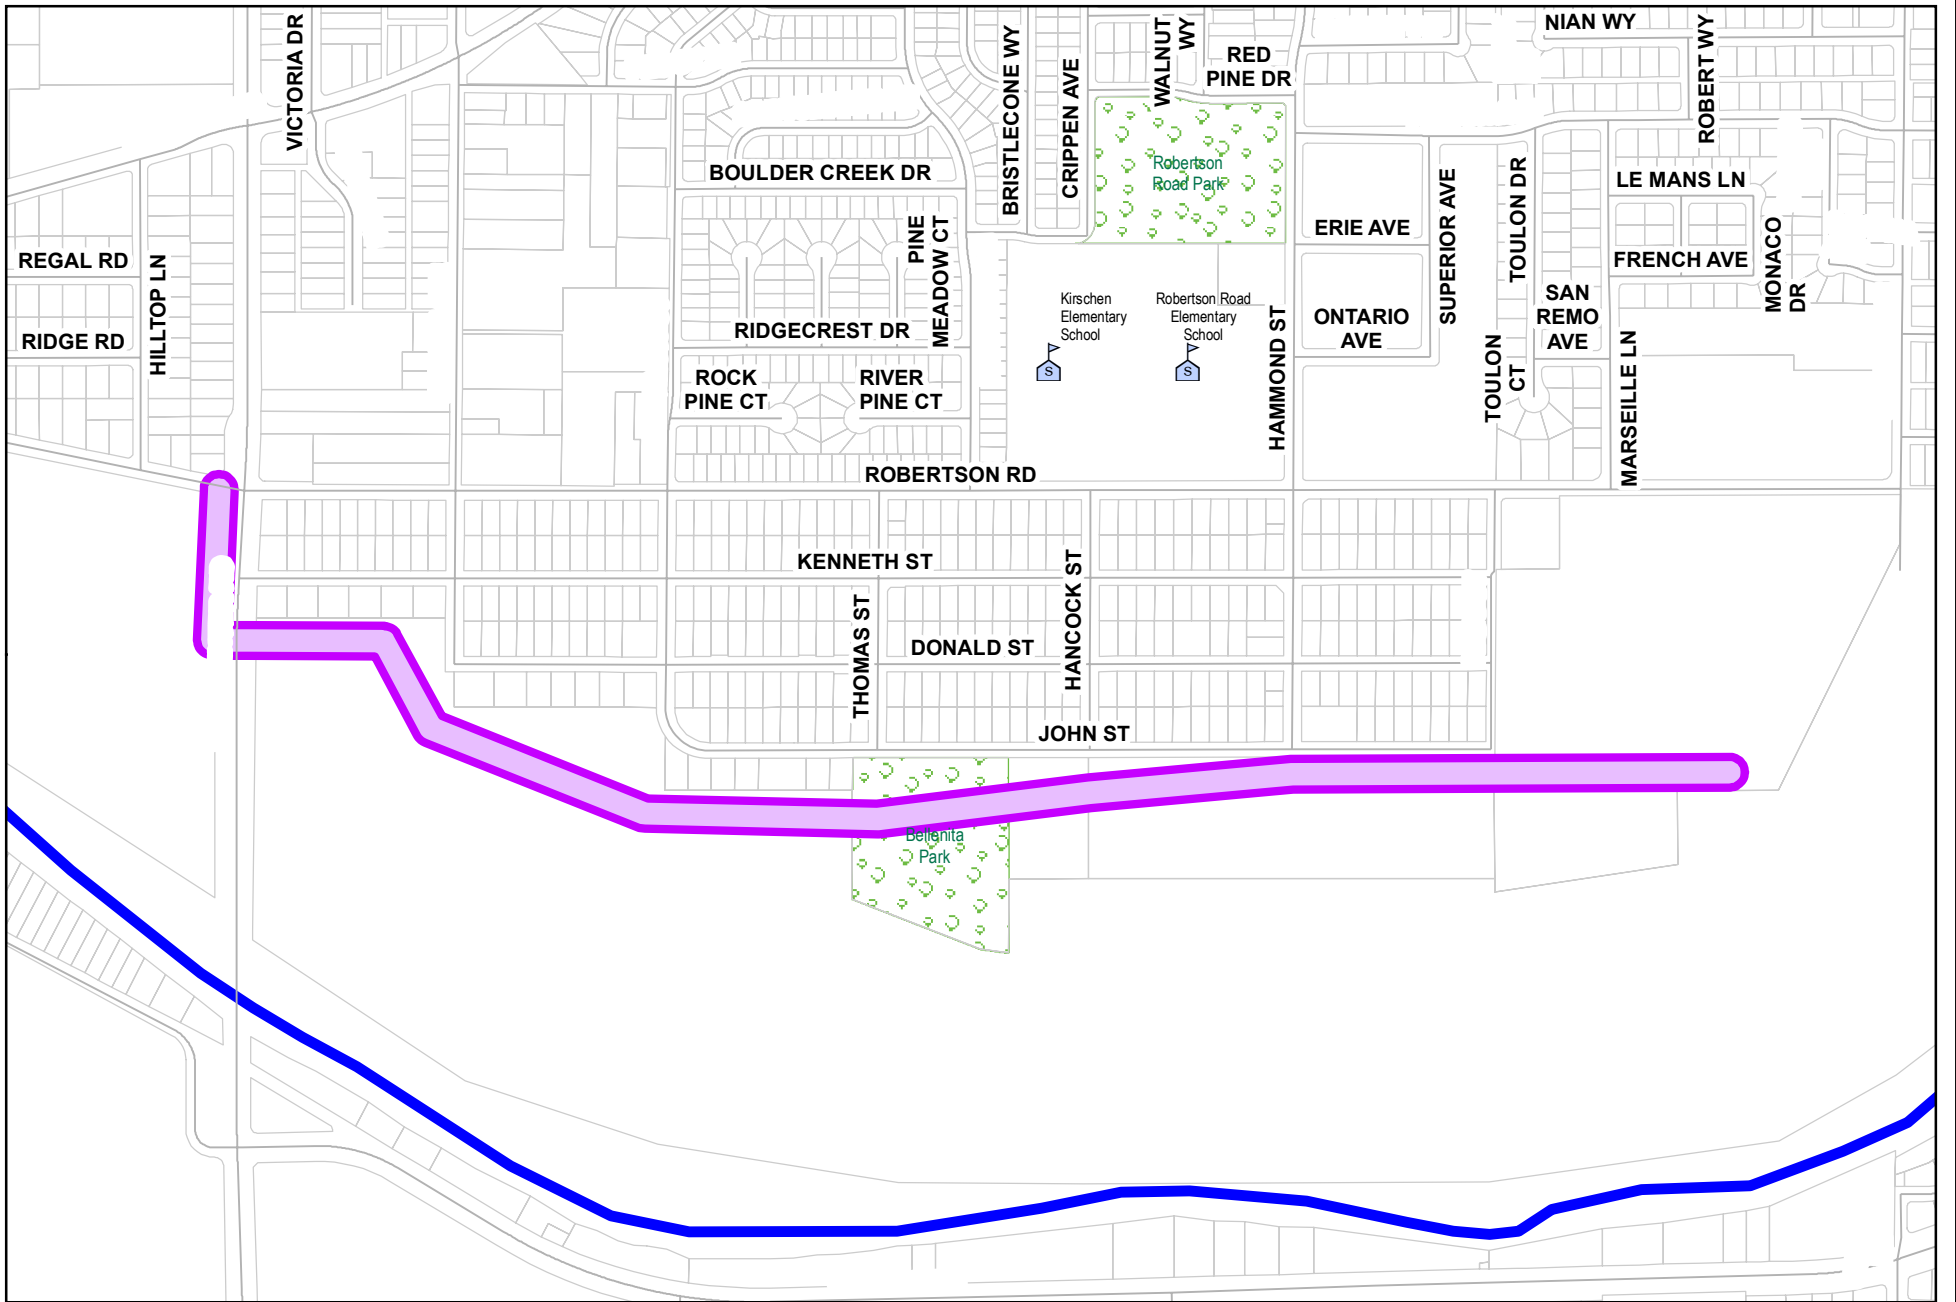 NIAN WY
VICTORIA DR
BRISTLECONE WY
CRIPPEN AVE
WALNUT
WY
RED
PINE DR
ROBERT WY
Robertson
Road Park
BOULDER CREEK DR
LE MANS LN
TOULON DR
SUPERIOR AVE
ERIE AVE
PINE
MEADOW CT
MONACO
DR
REGAL RD
HILLTOP LN
FRENCH AVE
Kirschen
Elementary
School
Robertson Road
Elementary
School
SAN
REMO
AVE
ONTARIO
AVE
RIDGE RD
RIDGECREST DR
HAMMOND ST
TOULON
CT
MARSEILLE LN
ROCK
PINE CT
RIVER
PINE CT
S
S
ROBERTSON RD
KENNETH ST
HANCOCK ST
THOMAS ST
DONALD ST
JOHN ST
Bellenita
Park